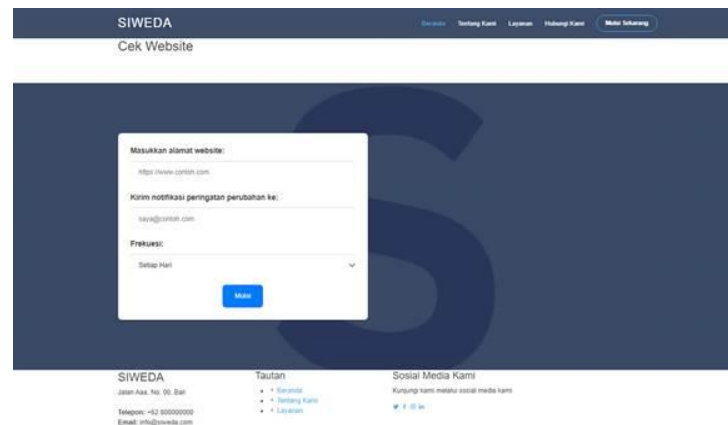 SIWEDA
Beranda Tentang Kami Layanan Hubungi Kami Mulai Sekarang
Cek Website
S
Masukkan alamat website:
https://www.contoh.com
Kirim notifikasi peringatan perubahan ke:
saya@contoh.com
Frekuesi:
Setiap Hari
Mulai
SIWEDA
Jalan Aaa, No. 00, Bali
Telepon: +62 800000000
Email: info@siweda.com
Tautan
Beranda
Tentang Kami
Layanan
Sosial Media Kami
Kunjungi kami melalui sosial media kami